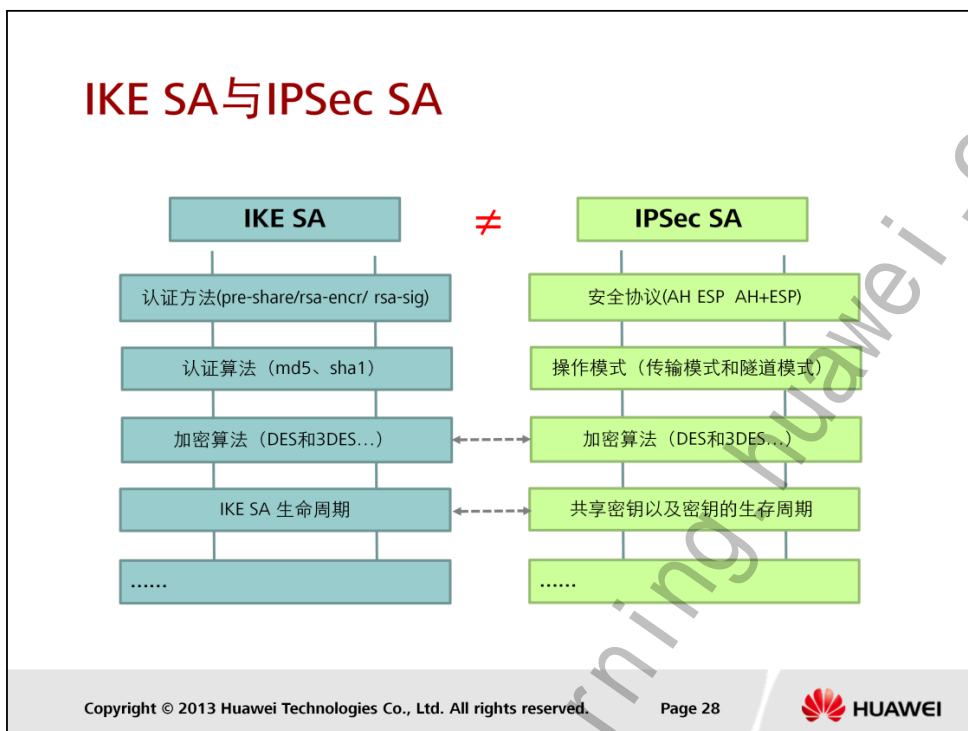 IKE SA与IPSec SA
IKE SA
≠
IPSec SA
认证方法(pre-share/rsa-encr/ rsa-sig)
安全协议(AH ESP  AH+ESP)
认证算法（md5、sha1）
操作模式（传输模式和隧道模式）
加密算法（DES和3DES…）
加密算法（DES和3DES…）
IKE SA 生命周期
共享密钥以及密钥的生存周期
......
......
rning.huawei.
Copyright © 2013 Huawei Technologies Co., Ltd. All rights reserved.
Page 28
HUAWEI